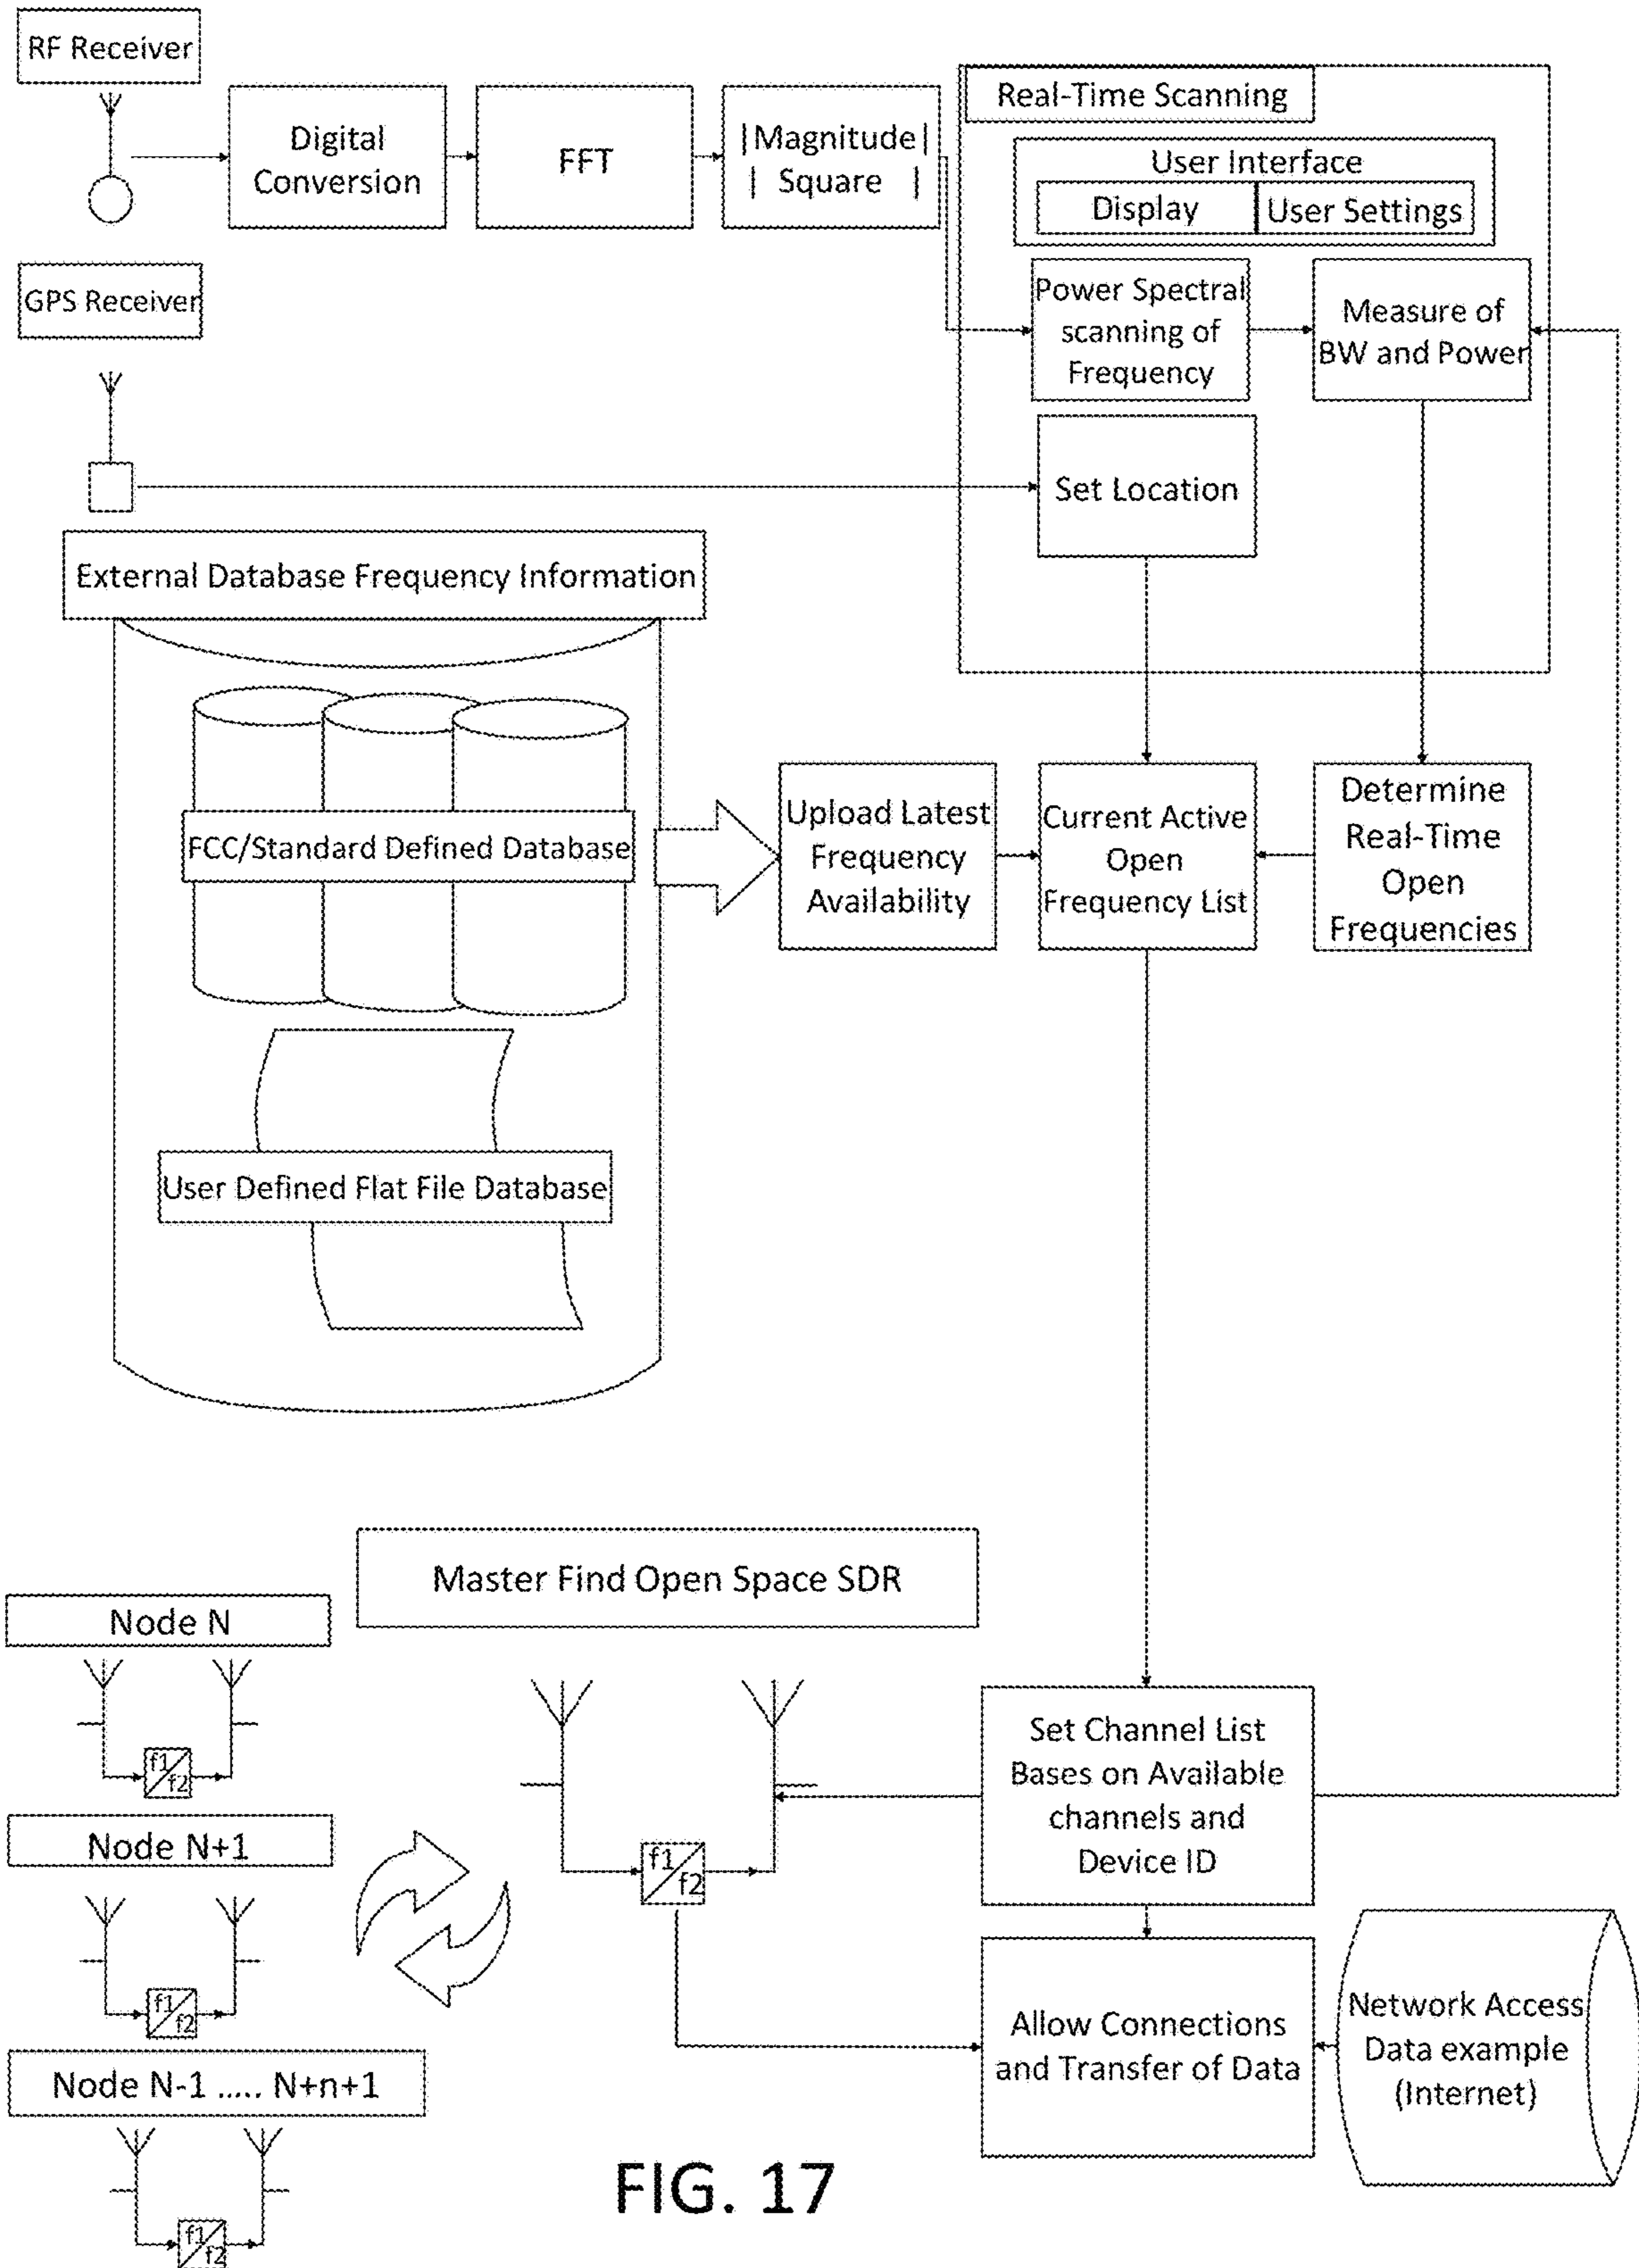 RF Receiver
Digital
Conversion
FFT
|Magnitude|
| Square |
Real-Time Scanning
User Interface
Display
User Settings
GPS Receiver
Power Spectral
scanning of
Frequency
Measure of
BW and Power
Set Location
External Database Frequency Information
FCC/Standard Defined Database
Upload Latest
Frequency
Availability
Current Active
Open
Frequency List
Determine
Real-Time
Open
Frequencies
User Defined Flat File Database
Master Find Open Space SDR
Node N
f1/
f2
Node N+1
f1/
f2
Node N-1 ..... N+n+1
f1/
f2
f1/
f2
Set Channel List
Bases on Available
channels and
Device ID
Allow Connections
and Transfer of Data
Network Access
Data example
(Internet)
FIG. 17